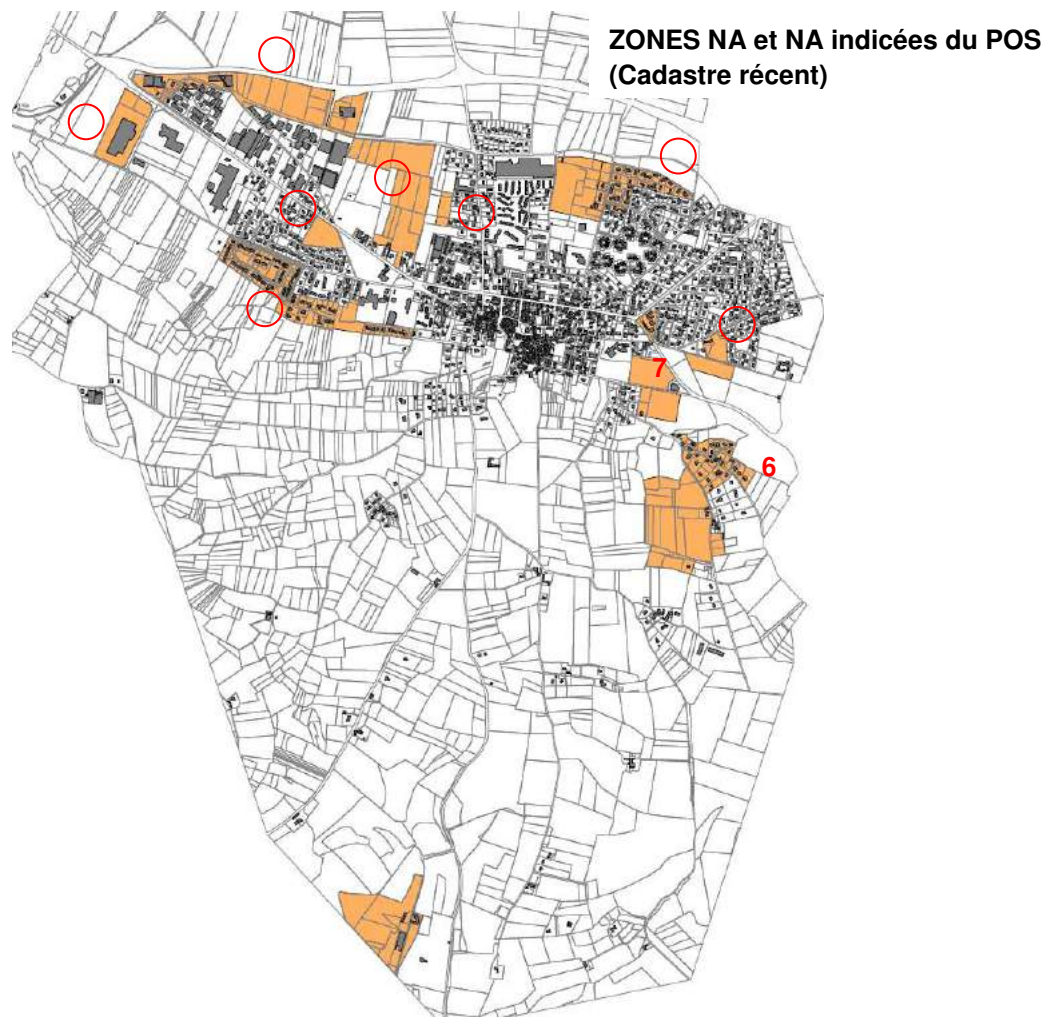 ZONES NA et NA indicées du POS
(Cadastre récent)
7
6